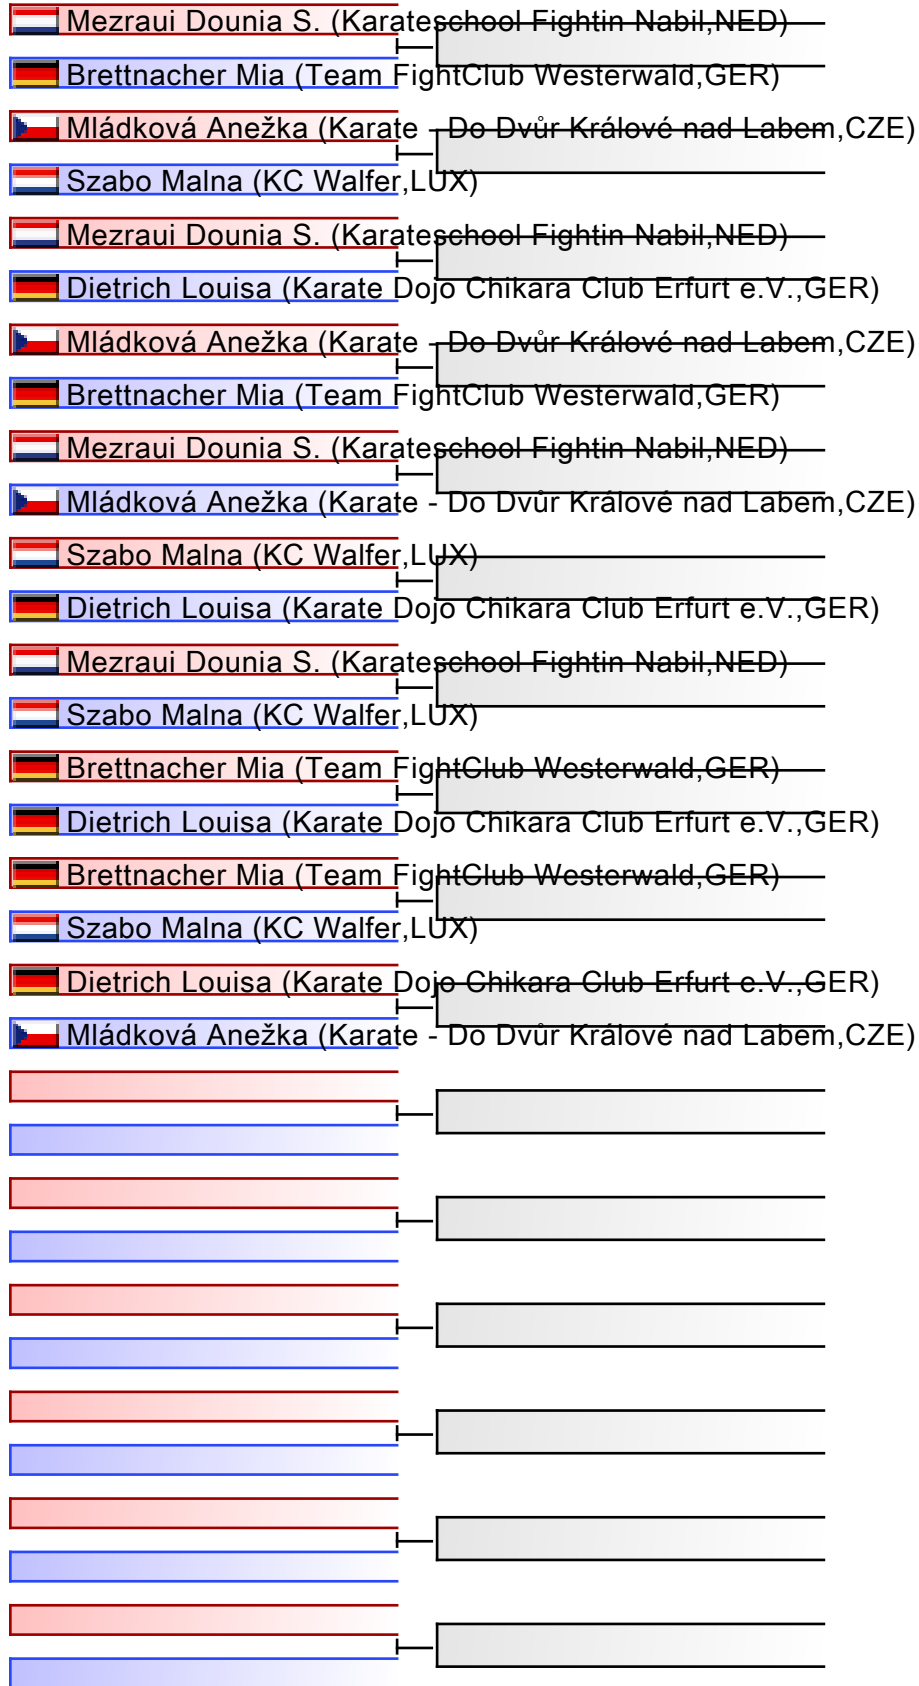 Mezraui Dounia S. (Karateschool Fightin Nabil,NED)
Brettnacher Mia (Team FightClub Westerwald,GER)
Mládková Anežka (Karate - Do Dvůr Králové nad Labem,CZE)
Szabo Malna (KC Walfer,LUX)
Mezraui Dounia S. (Karateschool Fightin Nabil,NED)
Dietrich Louisa (Karate Dojo Chikara Club Erfurt e.V.,GER)
Mládková Anežka (Karate - Do Dvůr Králové nad Labem,CZE)
Brettnacher Mia (Team FightClub Westerwald,GER)
Mezraui Dounia S. (Karateschool Fightin Nabil,NED)
Mládková Anežka (Karate - Do Dvůr Králové nad Labem,CZE)
Szabo Malna (KC Walfer,LUX)
Dietrich Louisa (Karate Dojo Chikara Club Erfurt e.V.,GER)
Mezraui Dounia S. (Karateschool Fightin Nabil,NED)
Szabo Malna (KC Walfer,LUX)
Brettnacher Mia (Team FightClub Westerwald,GER)
Dietrich Louisa (Karate Dojo Chikara Club Erfurt e.V.,GER)
Brettnacher Mia (Team FightClub Westerwald,GER)
Szabo Malna (KC Walfer,LUX)
Dietrich Louisa (Karate Dojo Chikara Club Erfurt e.V.,GER)
Mládková Anežka (Karate - Do Dvůr Králové nad Labem,CZE)